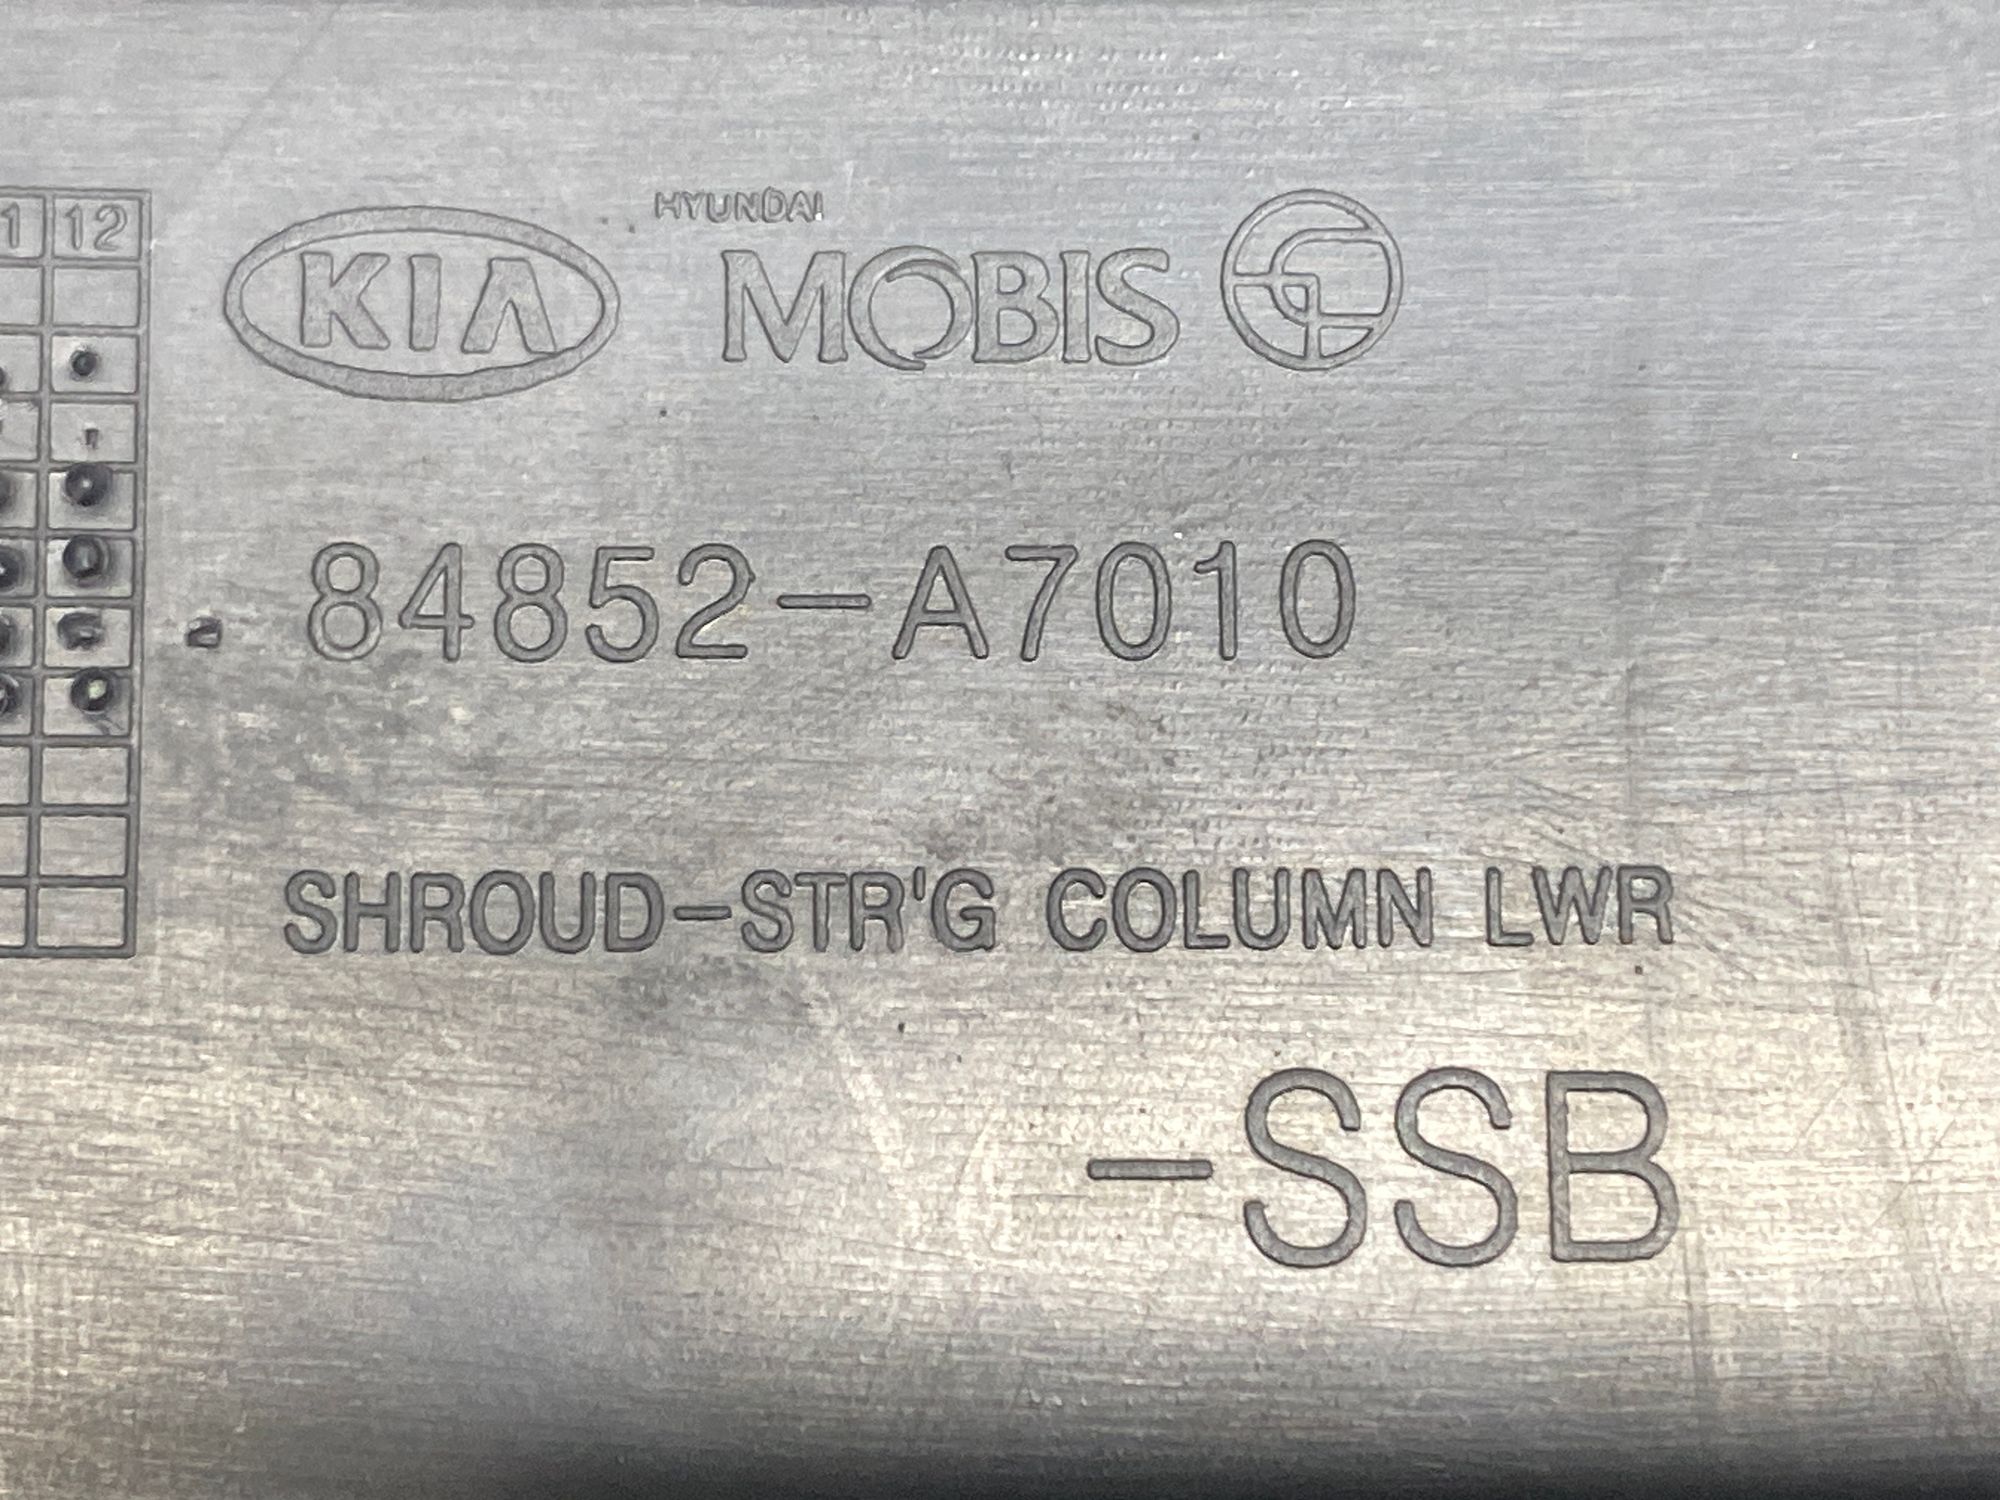 1 12
KIA
HYUNDAI
MOBIS
84852-A7010
SHROUD-STR'G COLUMN LWR
-SSB